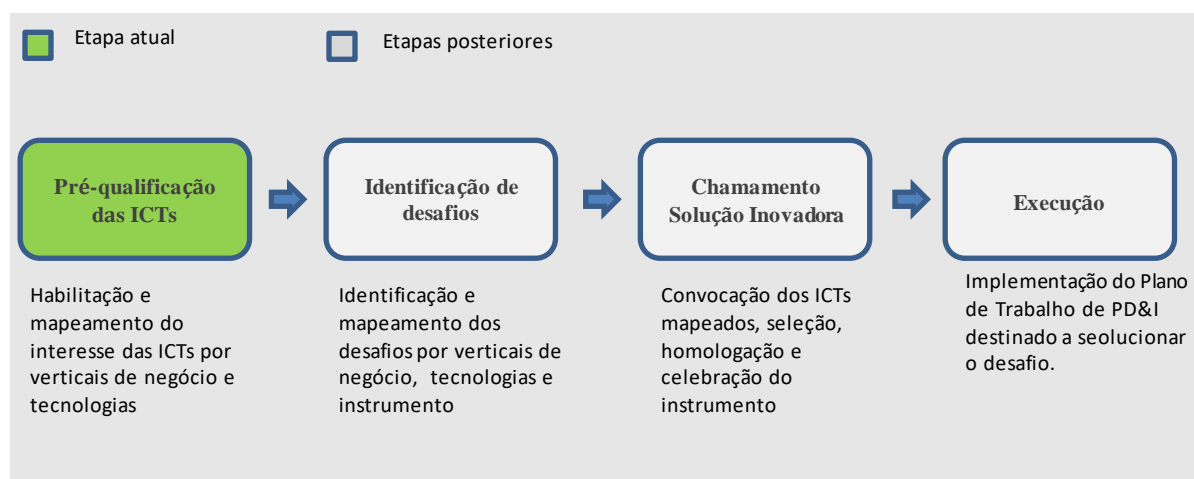 Etapa atual
Etapas posteriores
Pré-qualificação
das ICTs
Identificação de
desafios
Chamamento
Solução Inovadora
Execução
Habilitação e
mapeamento do
interesse das ICTs por
verticais de negócio e
tecnologias
Identificação e
mapeamento dos
desafios por verticais de
negócio, tecnologias e
instrumento
Convocação dos ICTs
mapeados, seleção,
homologação e
celebração do
instrumento
Implementação do Plano
de Trabalho de PD&I
destinado a seolucionar
o desafio.